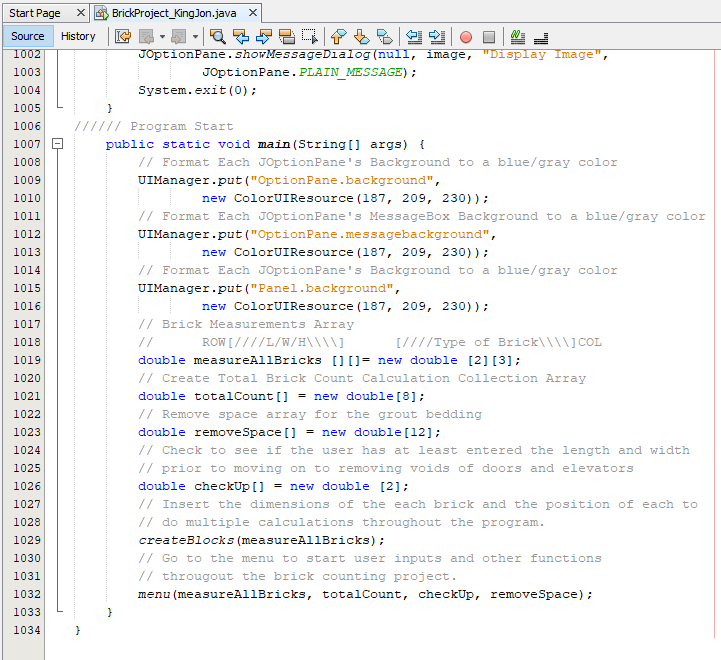 Start Page
BrickProject_KingJon.java
Source History
1002 JOptionPane.showMessageDialog(null, image, "Display Image",
1003 JOptionPane.PLAIN_MESSAGE);
1004 System.exit(0);
1005 }
1006 ////// Program Start
1007 public static void main(String[] args) {
1008 // Format Each JOptionPane's Background to a blue/gray color
1009 UIManager.put("OptionPane.background",
1010 new ColorUIResource(187, 209, 230));
1011 // Format Each JOptionPane's MessageBox Background to a blue/gray color
1012 UIManager.put("OptionPane.messagebackground",
1013 new ColorUIResource(187, 209, 230));
1014 // Format Each JOptionPane's Background to a blue/gray color
1015 UIManager.put("Panel.background",
1016 new ColorUIResource(187, 209, 230));
1017 // Brick Measurements Array
1018 // ROW[////L/W/H\\\\] [////Type of Brick\\\\]COL
1019 double measureAllBricks [][]= new double [2][3];
1020 // Create Total Brick Count Calculation Collection Array
1021 double totalCount[] = new double[8];
1022 // Remove space array for the grout bedding
1023 double removeSpace[] = new double[12];
1024 // Check to see if the user has at least entered the length and width
1025 // prior to moving on to removing voids of doors and elevators
1026 double checkUp[] = new double [2];
1027 // Insert the dimensions of the each brick and the position of each to
1028 // do multiple calculations throughout the program.
1029 createBlocks(measureAllBricks);
1030 // Go to the menu to start user inputs and other functions
1031 // througout the brick counting project.
1032 menu(measureAllBricks, totalCount, checkUp, removeSpace);
1033 }
1034 }